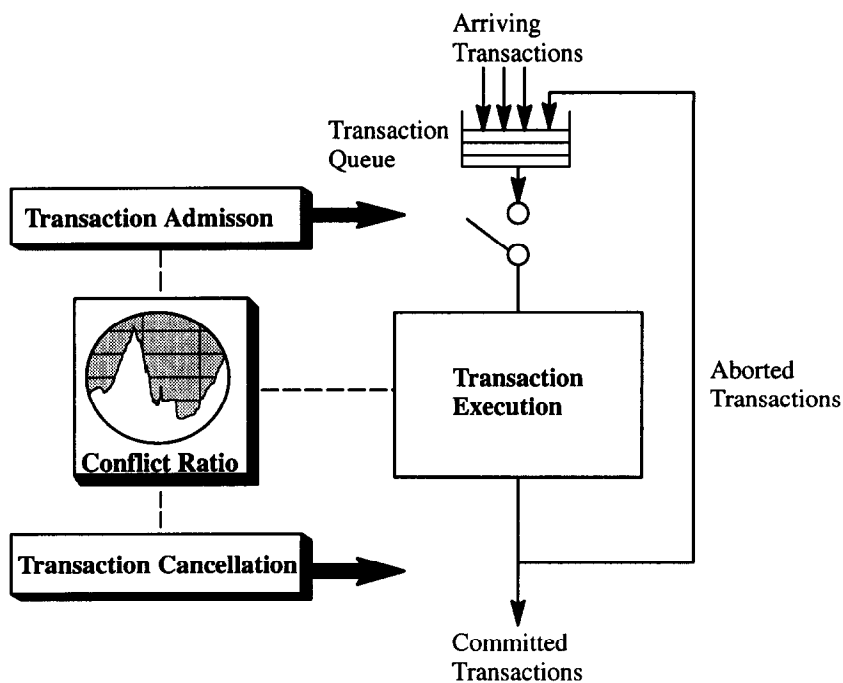 Arriving
Transactions
Transaction
Queue
Transaction Admisson
Transaction
Execution
Aborted
Transactions
Conflict Ratio
Transaction Cancellation
Committed
Transactions